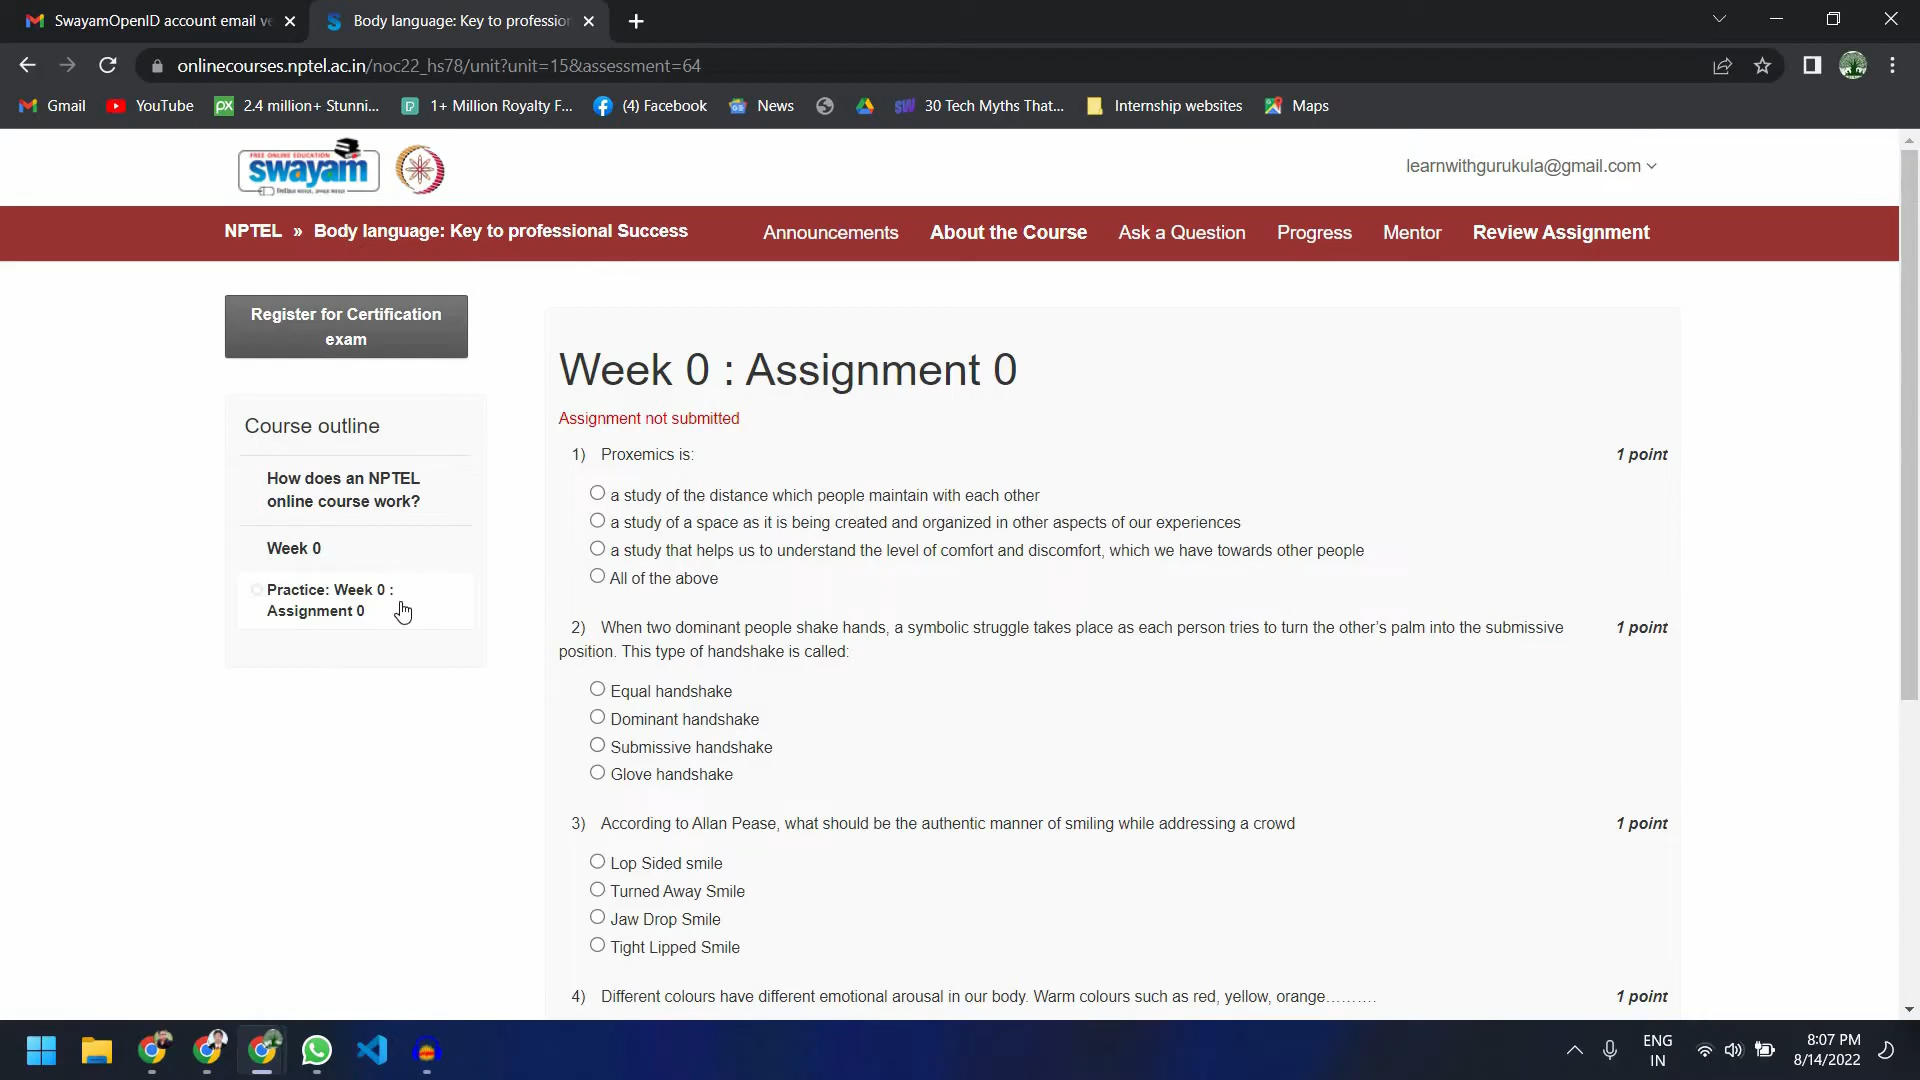 SwayamOpenID account email ve
Body language: Key to profession
onlinecourses.nptel.ac.in/noc22_hs78/unit?unit=15&assessment=64
Gmail
YouTube
2.4 million+ Stunni...
1+ Million Royalty F...
(4) Facebook
News
30 Tech Myths That...
Internship websites
Maps
FREE ONLINE EDUCATION
swayam
learnwithgurukula@gmail.com
NPTEL » Body language: Key to professional Success
Announcements
About the Course
Ask a Question
Progress
Mentor
Review Assignment
Register for Certification
exam
Course outline
How does an NPTEL
online course work?
Week 0
Practice: Week 0 :
Assignment 0
Week 0 : Assignment 0
Assignment not submitted
1) Proxemics is: 1 point
a study of the distance which people maintain with each other
a study of a space as it is being created and organized in other aspects of our experiences
a study that helps us to understand the level of comfort and discomfort, which we have towards other people
All of the above
2) When two dominant people shake hands, a symbolic struggle takes place as each person tries to turn the other’s palm into the submissive 1 point
position. This type of handshake is called:
Equal handshake
Dominant handshake
Submissive handshake
Glove handshake
3) According to Allan Pease, what should be the authentic manner of smiling while addressing a crowd 1 point
Lop Sided smile
Turned Away Smile
Jaw Drop Smile
Tight Lipped Smile
4) Different colours have different emotional arousal in our body. Warm colours such as red, yellow, orange………. 1 point
ENG
IN
8:07 PM
8/14/2022